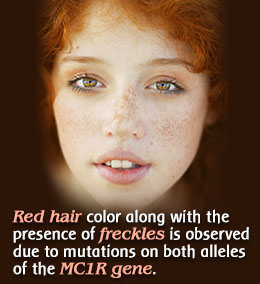 Red hair color along with the
presence of freckles is observed
due to mutations on both alleles
of the MC1R gene.